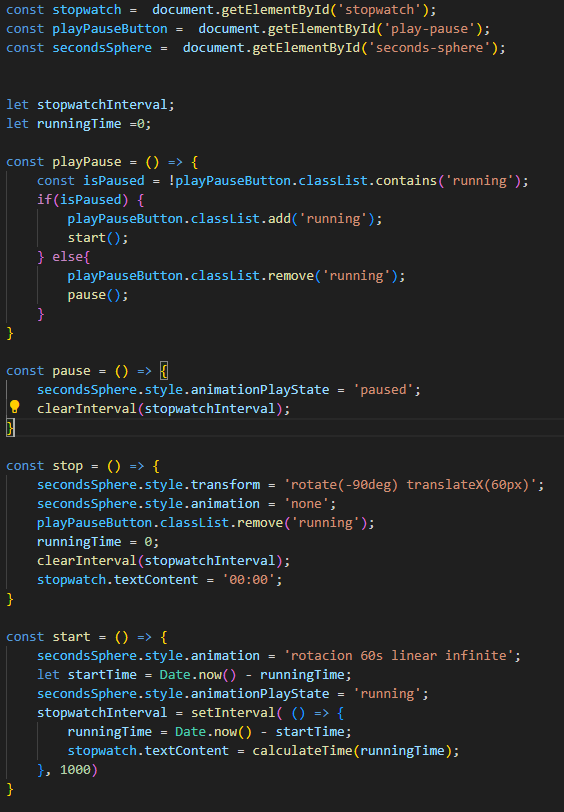 const stopwatch =  document.getElementById('stopwatch');
const playPauseButton =  document.getElementById('play-pause');
const secondsSphere =  document.getElementById('seconds-sphere');
let stopwatchInterval;
let runningTime =0;
const playPause = () => {
    const isPaused = !playPauseButton.classList.contains('running');
    if(isPaused) {
        playPauseButton.classList.add('running');
        start();
    } else{
        playPauseButton.classList.remove('running');
        pause();
    }
}
const pause = () => {
    secondsSphere.style.animationPlayState = 'paused';
    clearInterval(stopwatchInterval);
}
const stop = () => {
    secondsSphere.style.transform = 'rotate(-90deg) translateX(60px)';
    secondsSphere.style.animation = 'none';
    playPauseButton.classList.remove('running');
    runningTime = 0;
    clearInterval(stopwatchInterval);
    stopwatch.textContent = '00:00';
}
const start = () => {
    secondsSphere.style.animation = 'rotacion 60s linear infinite';
    let startTime = Date.now() - runningTime;
    secondsSphere.style.animationPlayState = 'running';
    stopwatchInterval = setInterval( () => {
        runningTime = Date.now() - startTime;
        stopwatch.textContent = calculateTime(runningTime);
    }, 1000)
}